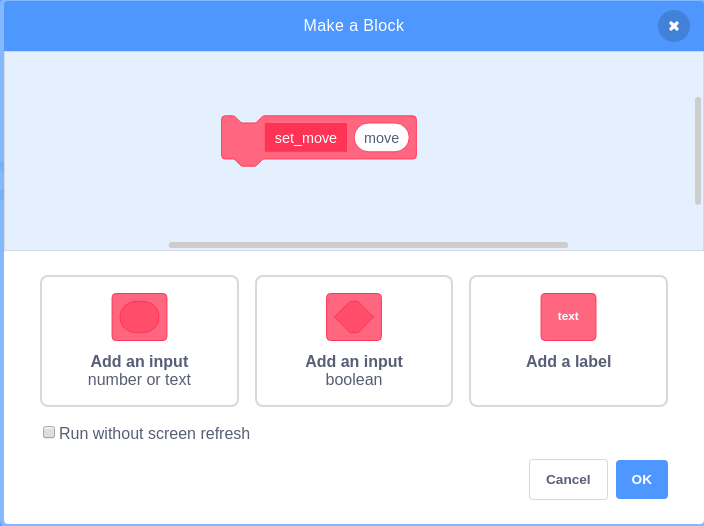 Make a Block
set_move move
text
Add an input
number or text
Add an input
boolean
Add a label
Run without screen refresh
Cancel OK